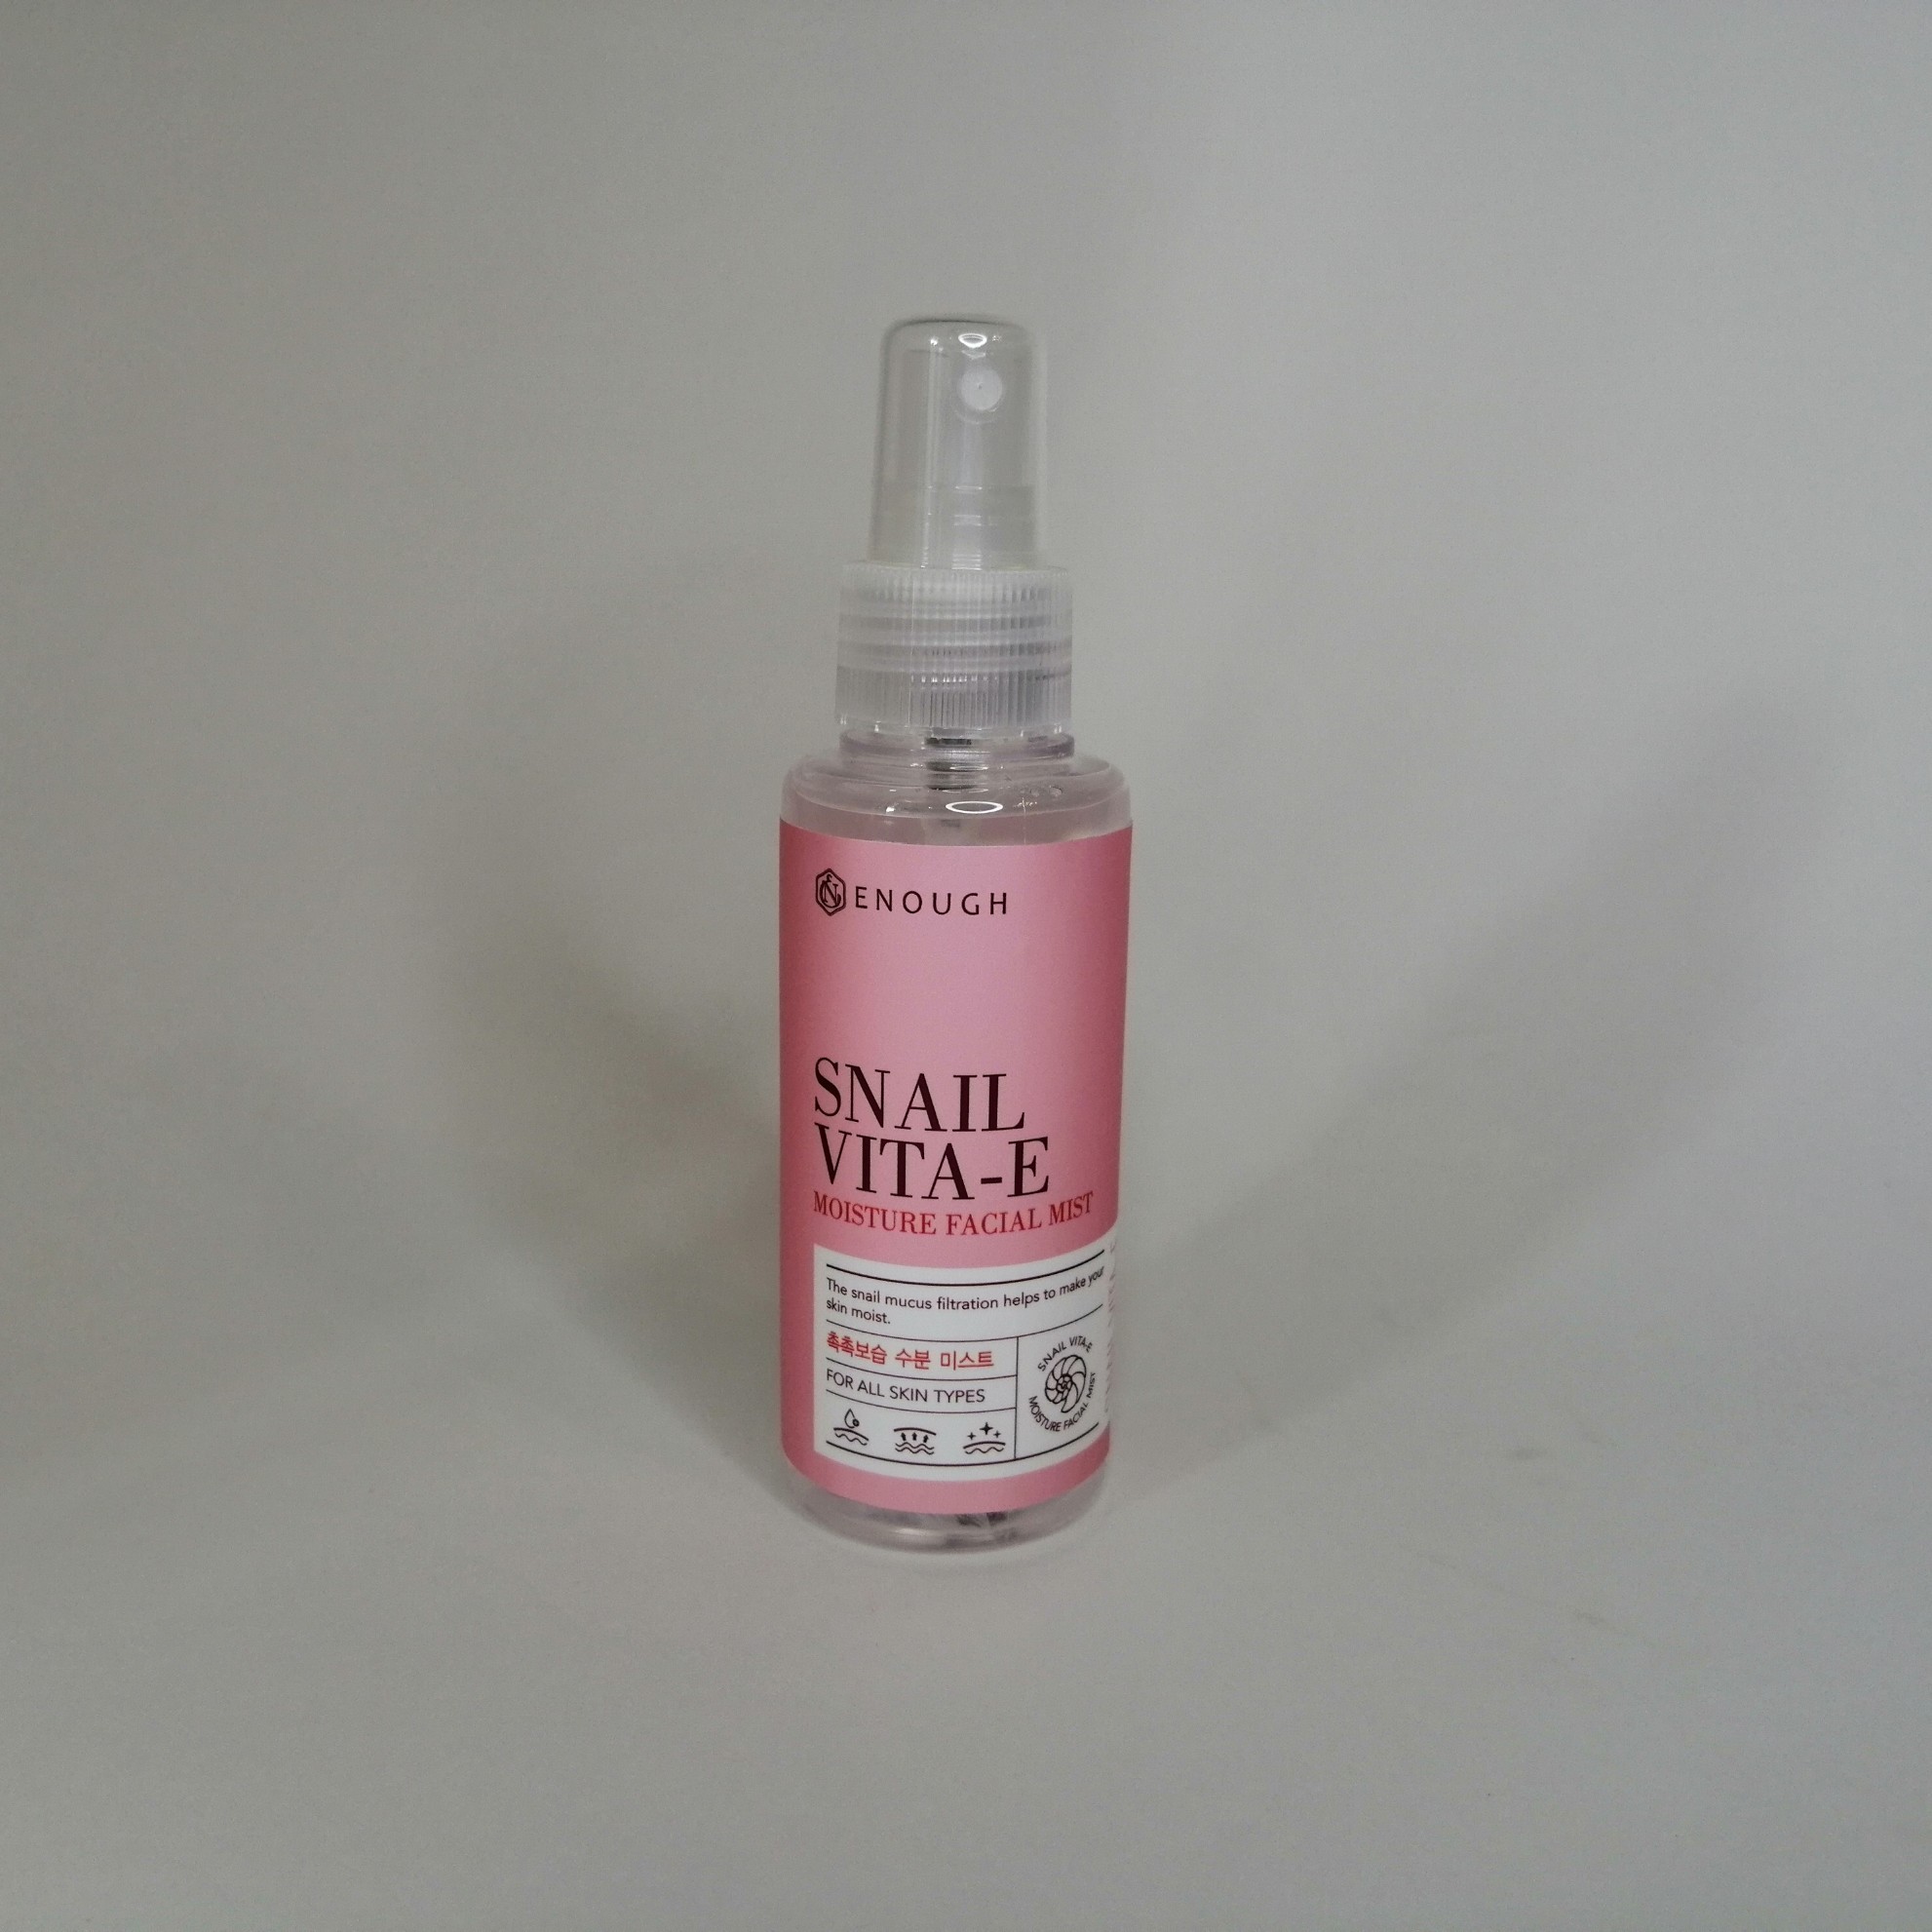 ENOUGH
SNAIL
VITA-E
MOISTURE FACIAL MIST
The snail mucus filtration helps to make your
skin moist.
촉촉보습 수분 미스트
FOR ALL SKIN TYPES
SNAIL VITA-E
MOISTURE FACIAL MIST